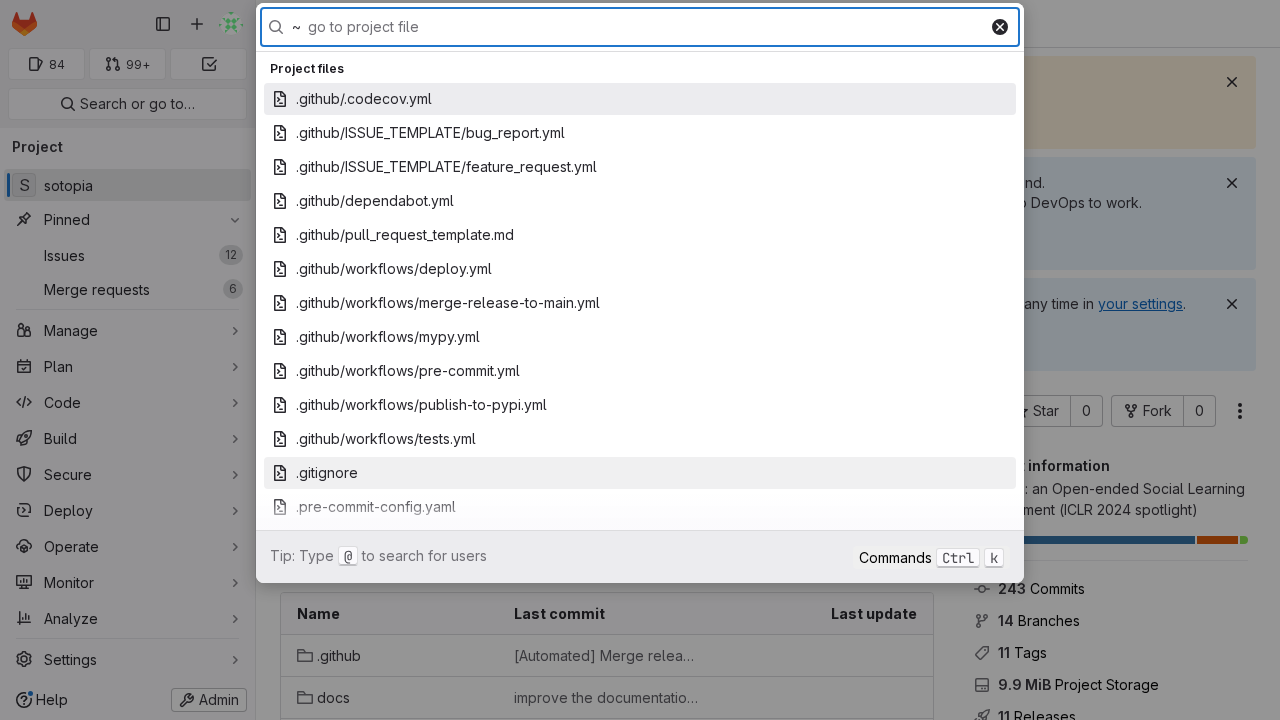 ~ go to project file
Project files
.github/.codecov.yml
.github/ISSUE_TEMPLATE/bug_report.yml
.github/ISSUE_TEMPLATE/feature_request.yml
.github/dependabot.yml
.github/pull_request_template.md
.github/workflows/deploy.yml
.github/workflows/merge-release-to-main.yml
.github/workflows/mypy.yml
.github/workflows/pre-commit.yml
.github/workflows/publish-to-pypi.yml
.github/workflows/tests.yml
.gitignore
.pre-commit-config.yaml
Tip: Type @ to search for users
Commands Ctrl k
84
99+
Search or go to…
Project
S sotopia
Pinned
Issues 12
Merge requests 6
Manage
Plan
Code
Build
Secure
Deploy
Operate
Monitor
Analyze
Settings
Help
Admin
DevOps to work.
any time in your settings.
Star 0
Fork 0
information
: an Open-ended Social Learning
(ICLR 2024 spotlight)
243 Commits
14 Branches
11 Tags
9.9 MiB Project Storage
11 Releases
Name Last commit Last update
.github [Automated] Merge relea…
docs improve the documentatio…